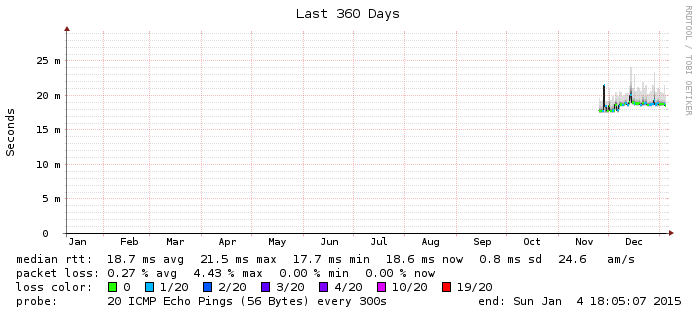 Last 360 Days
RRDTOOL / TOBI OETIKER
Seconds
25 m
20 m
15 m
10 m
5 m
0
Jan Feb Mar Apr May Jun Jul Aug Sep Oct Nov Dec
median rtt: 18.7 ms avg 21.5 ms max 17.7 ms min 18.6 ms now 0.8 ms sd 24.6 am/s
packet loss: 0.27 % avg 4.43 % max 0.00 % min 0.00 % now
loss color: 0 1/20 2/20 3/20 4/20 10/20 19/20
probe: 20 ICMP Echo Pings (56 Bytes) every 300s end: Sun Jan 4 18:05:07 2015